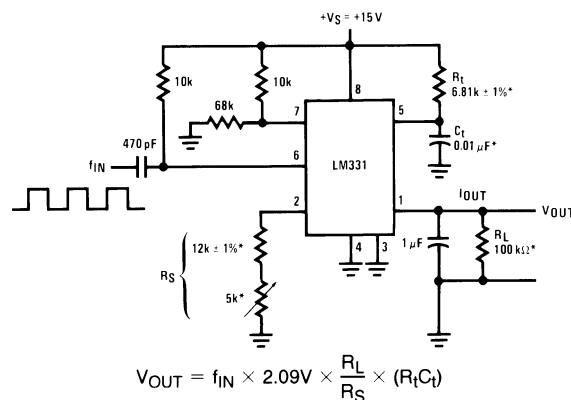 +VS = +15V
10k
10k
Rt
6.81k ± 1%*
68k
7
8
5
Ct
0.01 µF*
470 pF
fIN
6
LM331
2
1
IOUT
VOUT
12k ± 1%*
RS
5k*
4
3
1 µF
RL
100 kΩ*
VOUT = fIN × 2.09V × RL/RS × (RtCt)